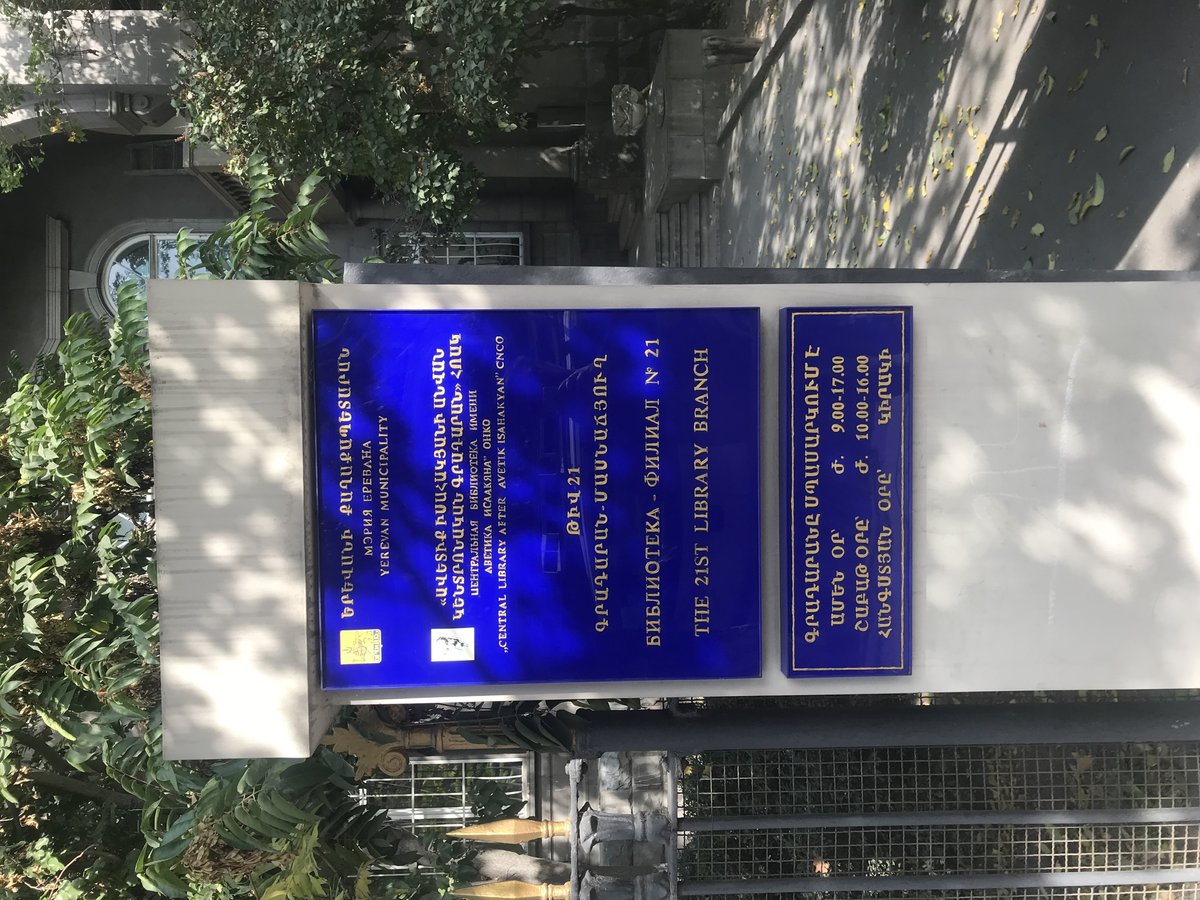 ԵՐԵՎԱՆԻ ՔԱՂԱՔԱՊԵՏԱՐԱՆ
МЭРИЯ ЕРЕВАНА
YEREVAN MUNICIPALITY
«ԱՎԵՏԻՔ ԻՍԱՀԱԿՅԱՆԻ ԱՆՎԱՆ
ԿԵՆՏՐՈՆԱԿԱՆ ԳՐԱԴԱՐԱՆ» ՀՈԱԿ
ЦЕНТРАЛЬНАЯ БИБЛИОТЕКА ИМЕНИ
АВЕТИКА ИСААКЯНА" ОНКО
„CENTRAL LIBRARY AFTER AVETIK ISAHAKYAN" CNCO
ԹԻՎ 21
ԳՐԱԴԱՐԱՆ-ՄԱՍՆԱՃՅՈՒՂ
БИБЛИОТЕКА - ФИЛИАЛ № 21
THE 21ST LIBRARY BRANCH
ԳՐԱԴԱՐԱՆԸ ՍՊԱՍԱՐԿՈՒՄ Է
ԱՄԵՆ ՕՐ՝ Ժ. 9.00-17.00
ՇԱԲԱԹ ՕՐԸ՝ Ժ. 10.00-16.00
ՀԱՆԳՍՏՅԱՆ ՕՐԸ՝ ԿԻՐԱԿԻ